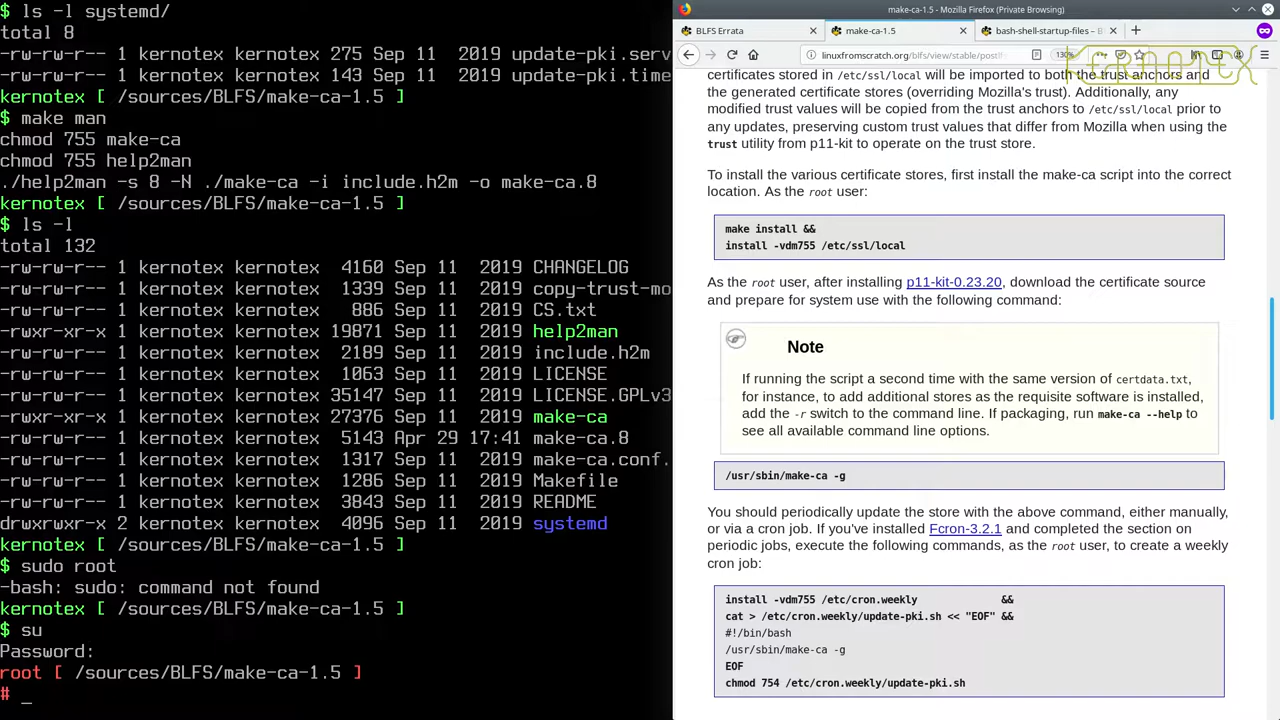 $ ls -l systemd/
total 8
-rw-rw-r-- 1 kernotex kernotex 275 Sep 11  2019 update-pki.serv
-rw-rw-r-- 1 kernotex kernotex 143 Sep 11  2019 update-pki.time
kernotex [ /sources/BLFS/make-ca-1.5 ]
$ make man
chmod 755 make-ca
chmod 755 help2man
./help2man -s 8 -N ./make-ca -i include.h2m -o make-ca.8
kernotex [ /sources/BLFS/make-ca-1.5 ]
$ ls -l
total 132
-rw-rw-r-- 1 kernotex kernotex  4160 Sep 11  2019 CHANGELOG
-rw-rw-r-- 1 kernotex kernotex  1339 Sep 11  2019 copy-trust-mo
-rw-rw-r-- 1 kernotex kernotex   886 Sep 11  2019 CS.txt
-rwxr-xr-x 1 kernotex kernotex 19871 Sep 11  2019 help2man
-rw-rw-r-- 1 kernotex kernotex  2189 Sep 11  2019 include.h2m
-rw-rw-r-- 1 kernotex kernotex  1063 Sep 11  2019 LICENSE
-rw-rw-r-- 1 kernotex kernotex 35147 Sep 11  2019 LICENSE.GPLv3
-rwxr-xr-x 1 kernotex kernotex 27376 Sep 11  2019 make-ca
-rw-rw-r-- 1 kernotex kernotex  5143 Apr 29 17:41 make-ca.8
-rw-rw-r-- 1 kernotex kernotex  1317 Sep 11  2019 make-ca.conf.
-rw-rw-r-- 1 kernotex kernotex  1286 Sep 11  2019 Makefile
-rw-rw-r-- 1 kernotex kernotex  3843 Sep 11  2019 README
drwxrwxr-x 2 kernotex kernotex  4096 Sep 11  2019 systemd
kernotex [ /sources/BLFS/make-ca-1.5 ]
$ sudo root
-bash: sudo: command not found
kernotex [ /sources/BLFS/make-ca-1.5 ]
$ su
Password:
root [ /sources/BLFS/make-ca-1.5 ]
# _
make-ca-1.5 - Mozilla Firefox (Private Browsing)
BLFS Errata
make-ca-1.5
bash-shell-startup-files – B
linuxfromscratch.org/blfs/view/stable/post
130%
KERNOTEX
certificates stored in /etc/ssl/local will be imported to both the trust anchors and
the generated certificate stores (overriding Mozilla's trust). Additionally, any
modified trust values will be copied from the trust anchors to /etc/ssl/local prior to
any updates, preserving custom trust values that differ from Mozilla when using the
trust utility from p11-kit to operate on the trust store.
To install the various certificate stores, first install the make-ca script into the correct
location. As the root user:
make install &&
install -vdm755 /etc/ssl/local
As the root user, after installing p11-kit-0.23.20, download the certificate source
and prepare for system use with the following command:
Note
If running the script a second time with the same version of certdata.txt,
for instance, to add additional stores as the requisite software is installed,
add the -r switch to the command line. If packaging, run make-ca --help to
see all available command line options.
/usr/sbin/make-ca -g
You should periodically update the store with the above command, either manually,
or via a cron job. If you've installed Fcron-3.2.1 and completed the section on
periodic jobs, execute the following commands, as the root user, to create a weekly
cron job:
install -vdm755 /etc/cron.weekly &&
cat > /etc/cron.weekly/update-pki.sh << "EOF" &&
#!/bin/bash
/usr/sbin/make-ca -g
EOF
chmod 754 /etc/cron.weekly/update-pki.sh